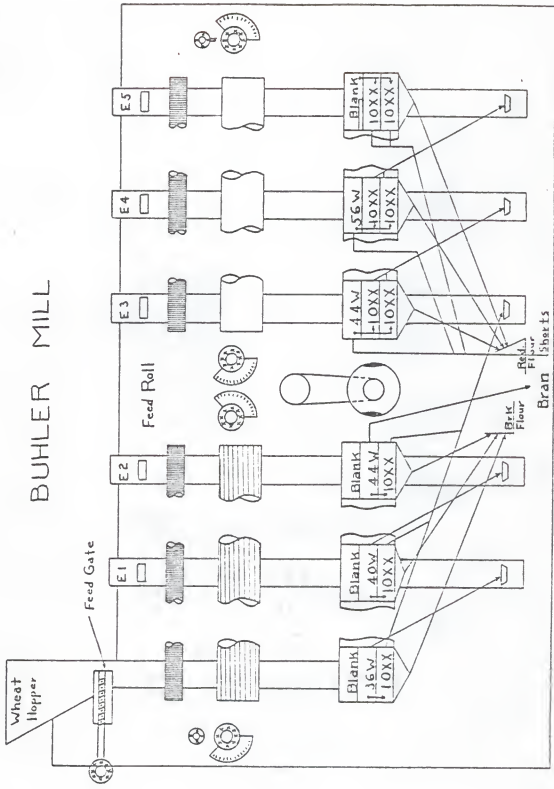 BUHLER MILL
Wheat
Hopper
Feed Gate
E1
E2
E3
E4
E5
Feed Roll
Blank
36W
10XX
Blank
40W
10XX
Blank
44W
10XX
44W
10XX
10XX
56W
10XX
10XX
Blank
10XX
10XX
Brk
Flour
Bran
Red.
Flour
Shorts